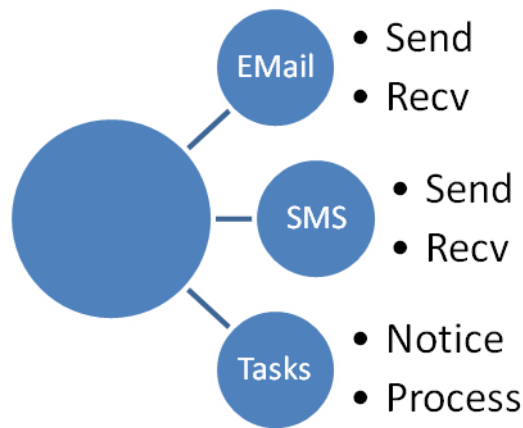 EMail
• Send
• Recv
SMS
• Send
• Recv
Tasks
• Notice
• Process